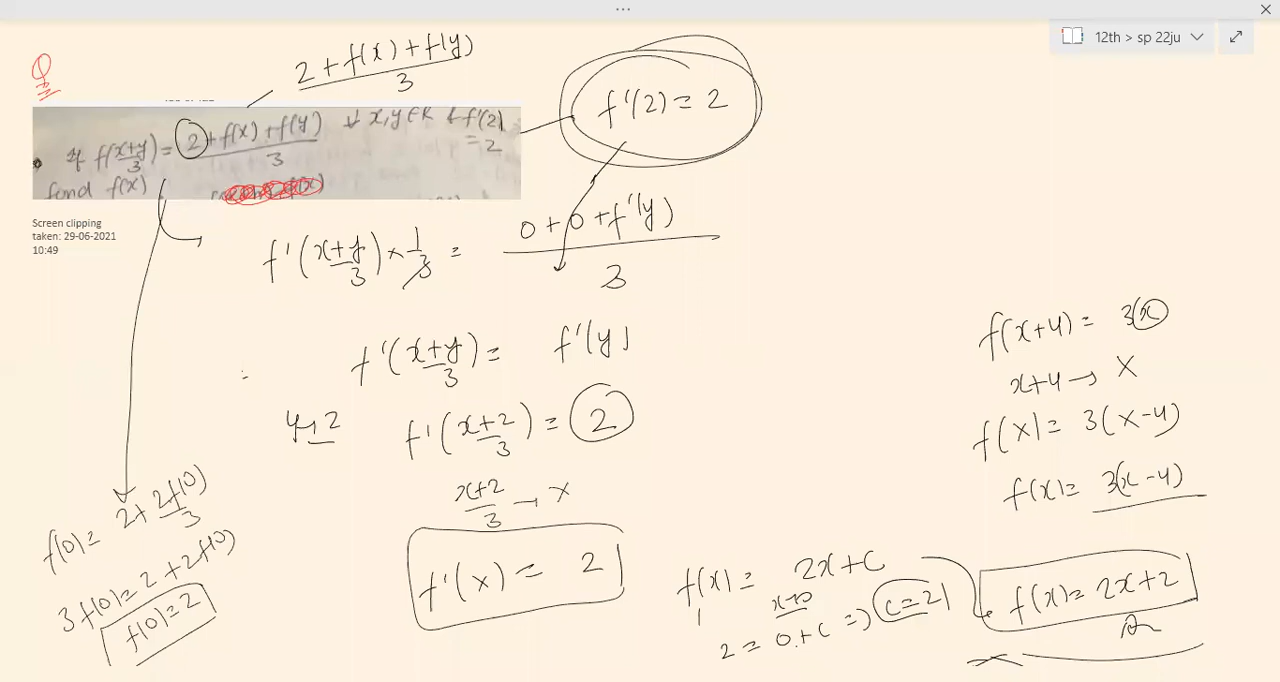 12th > sp 22ju
Q
2 + f(x) + f(y)
3
f'(2) = 2
If f(x+y/3) = 2 + f(x) + f(y)/3 ∀ x, y ∈ R & f'(2) = 2
find f(x)
Screen clipping
taken: 29-06-2021
10:49
f'(x+y/3) × 1/3 = 0 + 0 + f'(y)/3
f'(x+y/3) = f'(y)
y → 2 f'(x+2/3) = 2
x+2/3 → x
f'(x) = 2
f(0) = 2 + 2f(0)/3
3f(0) = 2 + 2f(0)
f(0) = 2
f(x+4) = 3(x)
x+4 → X
f(X) = 3(X-4)
f(x) = 3(x-4)
f(x) = 2x + C
x→0
2 = 0 + C ⇒ C = 2
f(x) = 2x + 2